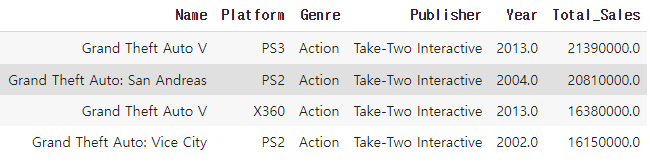 Name Platform Genre Publisher Year Total_Sales
Grand Theft Auto V PS3 Action Take-Two Interactive 2013.0 21390000.0
Grand Theft Auto: San Andreas PS2 Action Take-Two Interactive 2004.0 20810000.0
Grand Theft Auto V X360 Action Take-Two Interactive 2013.0 16380000.0
Grand Theft Auto: Vice City PS2 Action Take-Two Interactive 2002.0 16150000.0